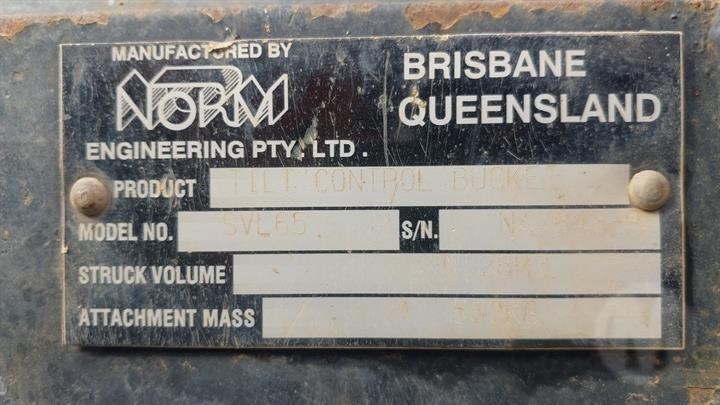 MANUFACTURED BY
NORM
ENGINEERING PTY. LTD.
BRISBANE
QUEENSLAND
PRODUCT TILT CONTROL BUCKET
MODEL NO. SVL65 S/N.
STRUCK VOLUME
ATTACHMENT MASS